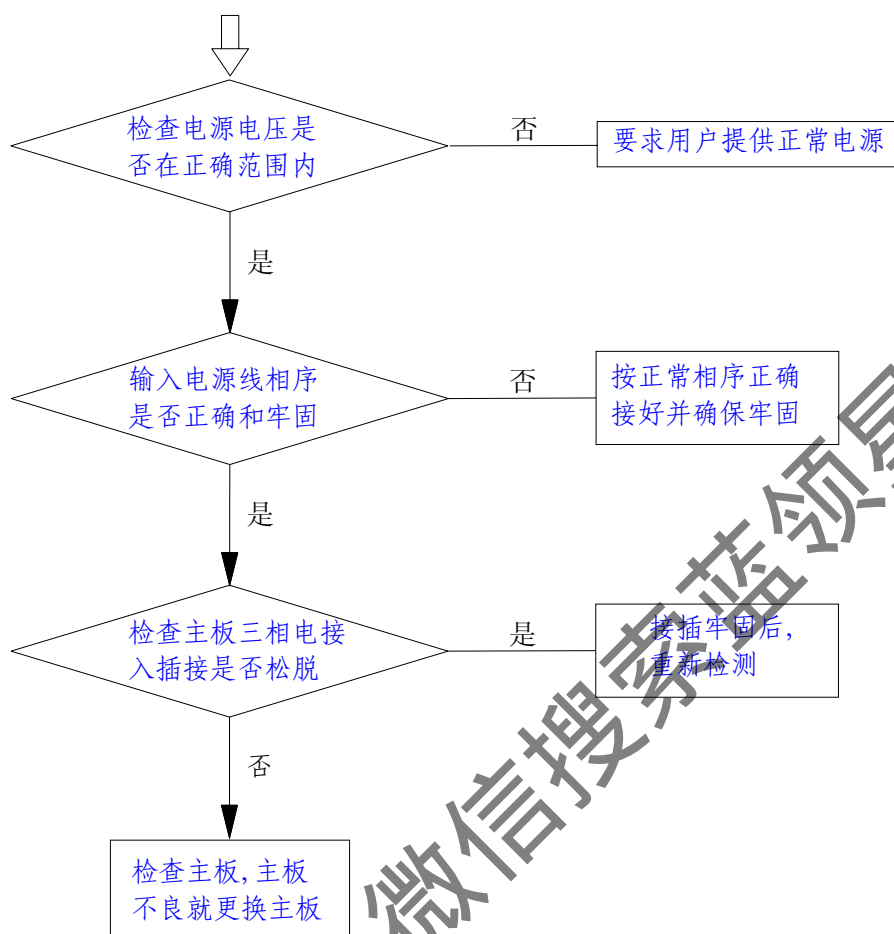 检查电源电压是
否在正确范围内
否
要求用户提供正常电源
是
输入电源线相序
是否正确和牢固
否
按正常相序正确
接好并确保牢固
是
检查主板三相电接
入插接是否松脱
是
接插牢固后,
重新检测
否
检查主板,主板
不良就更换主板
微信搜索蓝领星